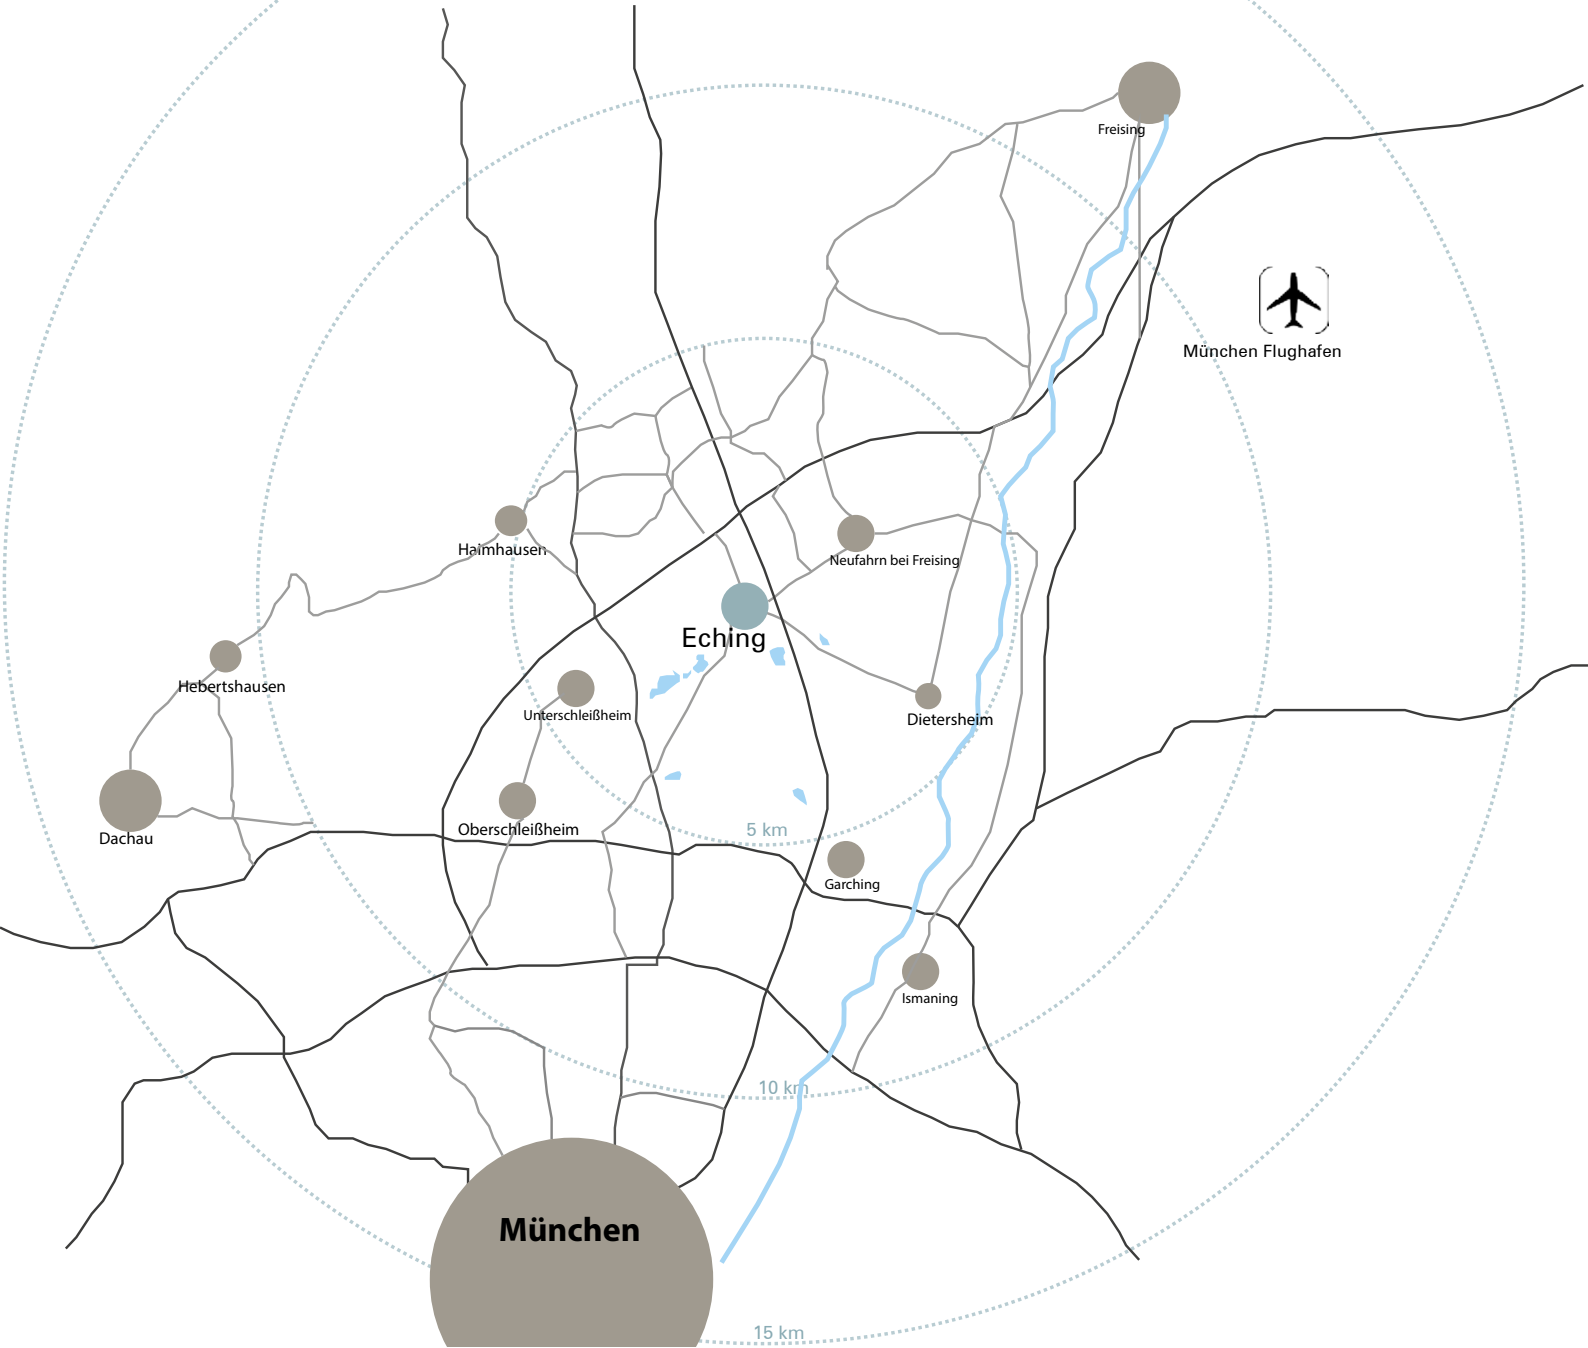 Freising
München Flughafen
Haimhausen
Neufahrn bei Freising
Eching
Hebertshausen
Unterschleißheim
Dietersheim
Dachau
Oberschleißheim
5 km
Garching
Ismaning
10 km
München
15 km